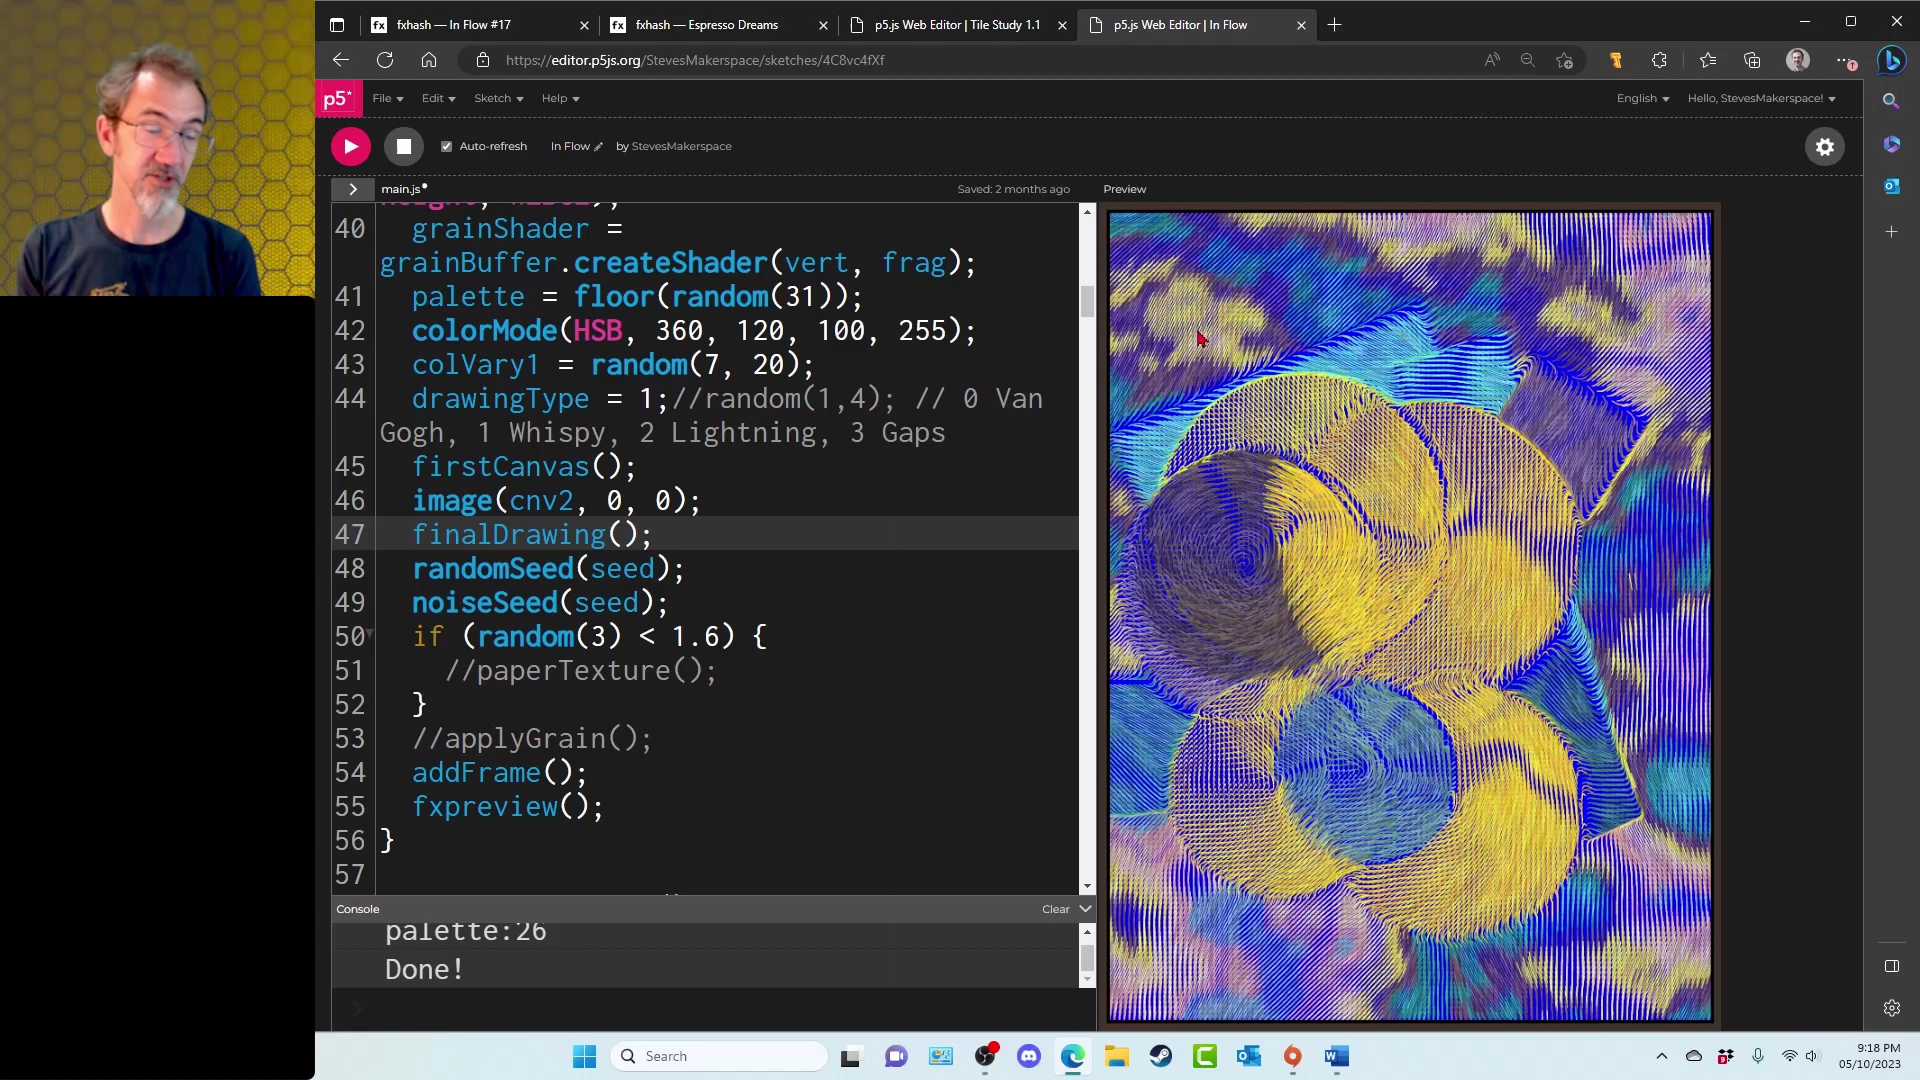 fx fxhash — In Flow #17
fx fxhash — Espresso Dreams
p5.js Web Editor | Tile Study 1.1
p5.js Web Editor | In Flow
https://editor.p5js.org/StevesMakerspace/sketches/4C8vc4fXf
p5* File Edit Sketch Help English Hello, StevesMakerspace!
Auto-refresh In Flow by StevesMakerspace
main.js Saved: 2 months ago Preview
40 grainShader =
grainBuffer.createShader(vert, frag);
41 palette = floor(random(31));
42 colorMode(HSB, 360, 120, 100, 255);
43 colVary1 = random(7, 20);
44 drawingType = 1;//random(1,4); // 0 Van
Gogh, 1 Whispy, 2 Lightning, 3 Gaps
45 firstCanvas();
46 image(cnv2, 0, 0);
47 finalDrawing();
48 randomSeed(seed);
49 noiseSeed(seed);
50 if (random(3) < 1.6) {
51 //paperTexture();
52 }
53 //applyGrain();
54 addFrame();
55 fxpreview();
56 }
57
Console Clear
palette:26
Done!
Search
9:18 PM
05/10/2023